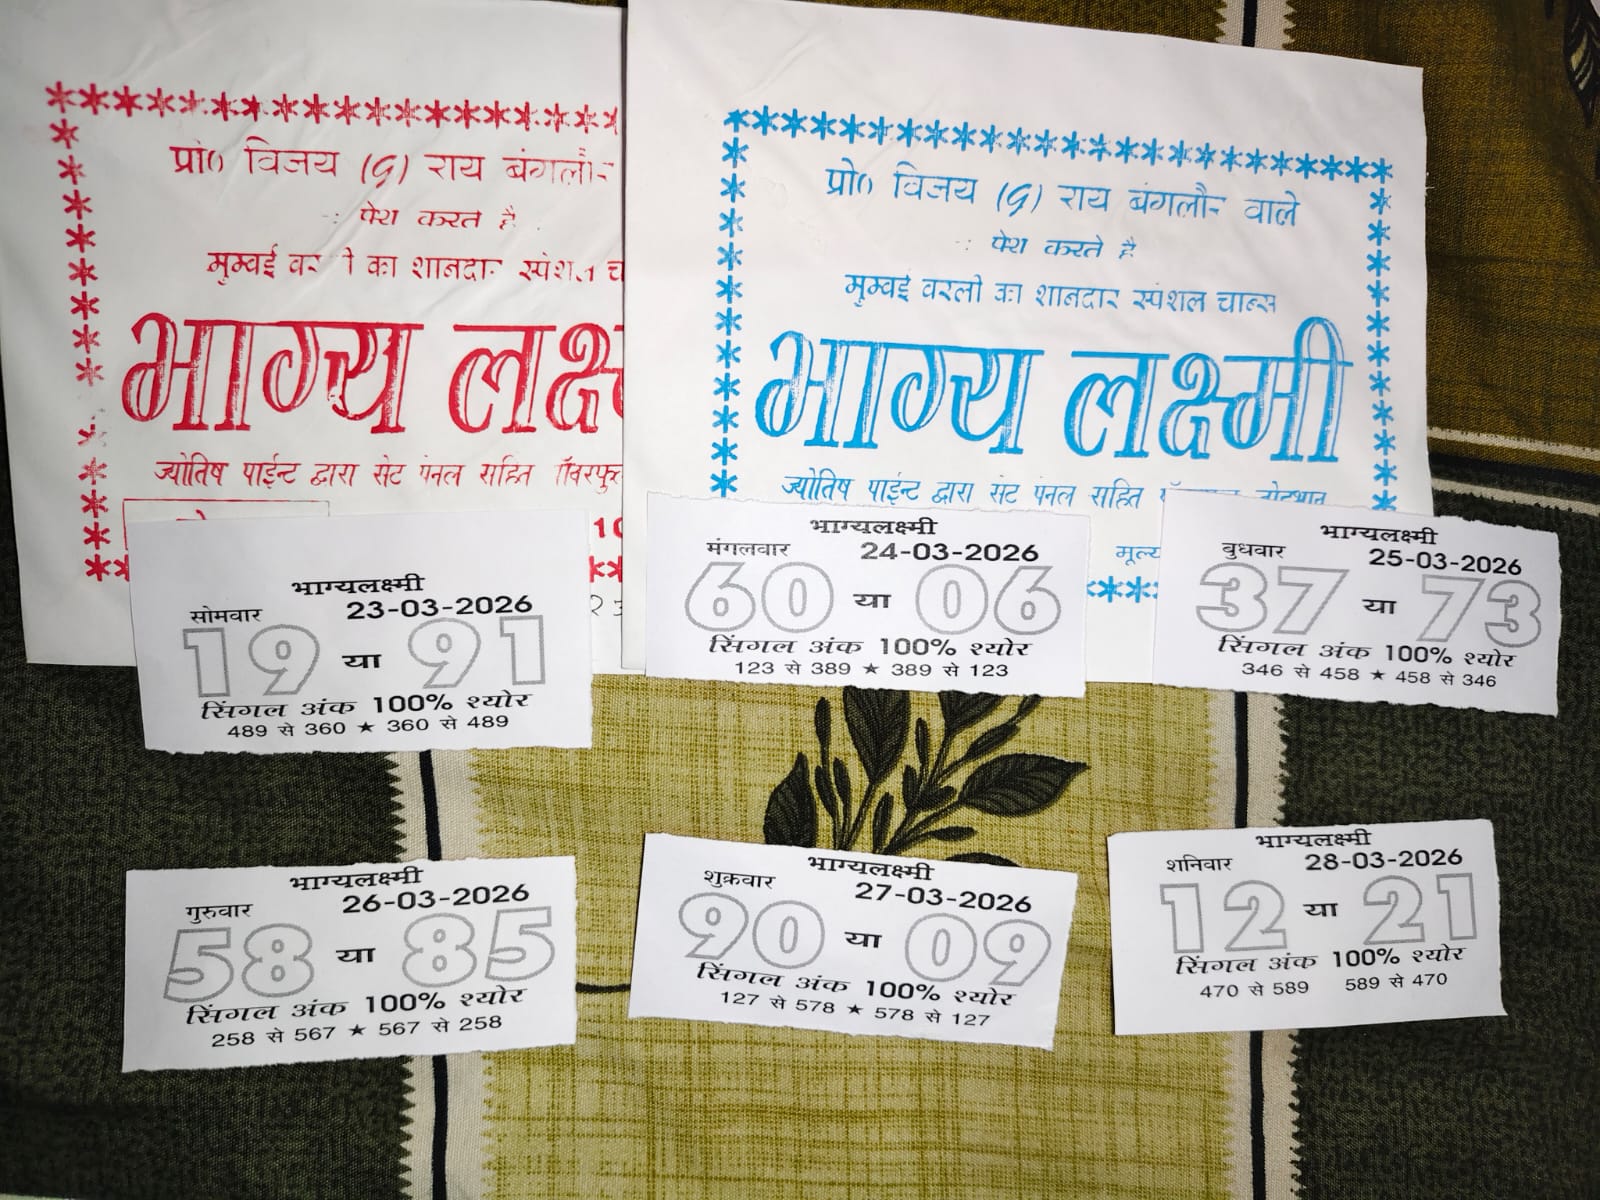 प्रो० विजय (G) राय बंगलौर
पेश करते है
मुम्बई वरली का शानदार स्पेशल
भाग्य लक्ष्मी
ज्योतिष पाईन्ट द्वारा सेट पेनल सहित
प्रो० विजय (G) राय बंगलौर वाले
पेश करते है
मुम्बई वरली का शानदार स्पेशल चान्स
भाग्य लक्ष्मी
ज्योतिष पाईन्ट द्वारा सेट पेनल सहित
मूल्य
भाग्यलक्ष्मी
सोमवार 23-03-2026
19 या 91
सिंगल अंक 100% श्योर
489 से 360 ★ 360 से 489
भाग्यलक्ष्मी
मंगलवार 24-03-2026
60 या 06
सिंगल अंक 100% श्योर
123 से 389 ★ 389 से 123
भाग्यलक्ष्मी
बुधवार 25-03-2026
37 या 73
सिंगल अंक 100% श्योर
346 से 458 ★ 458 से 346
भाग्यलक्ष्मी
गुरुवार 26-03-2026
58 या 85
सिंगल अंक 100% श्योर
258 से 567 ★ 567 से 258
भाग्यलक्ष्मी
शुक्रवार 27-03-2026
90 या 09
सिंगल अंक 100% श्योर
127 से 578 ★ 578 से 127
भाग्यलक्ष्मी
शनिवार 28-03-2026
12 या 21
सिंगल अंक 100% श्योर
470 से 589 589 से 470